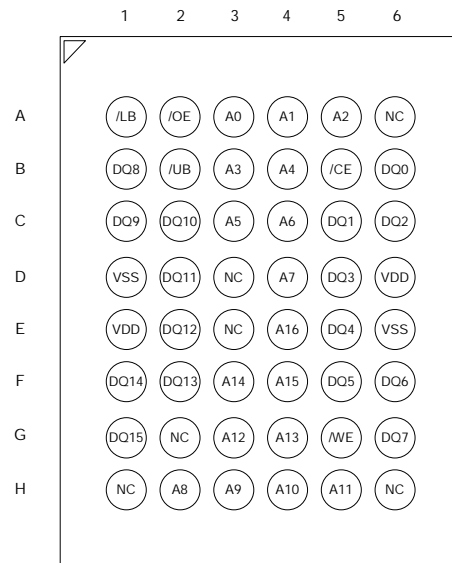 1 2 3 4 5 6
A /LB /OE A0 A1 A2 NC
B DQ8 /UB A3 A4 /CE DQ0
C DQ9 DQ10 A5 A6 DQ1 DQ2
D VSS DQ11 NC A7 DQ3 VDD
E VDD DQ12 NC A16 DQ4 VSS
F DQ14 DQ13 A14 A15 DQ5 DQ6
G DQ15 NC A12 A13 /WE DQ7
H NC A8 A9 A10 A11 NC